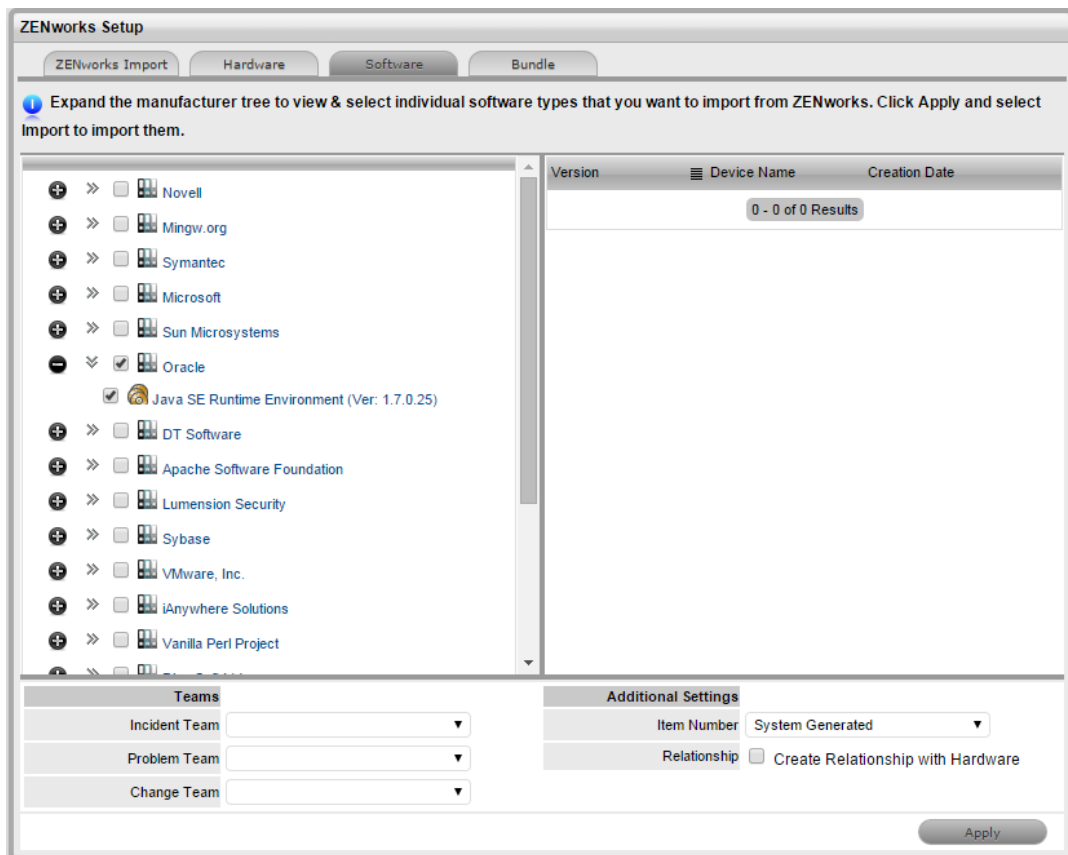 ZENworks Setup
ZENworks Import Hardware Software Bundle
Expand the manufacturer tree to view & select individual software types that you want to import from ZENworks. Click Apply and select
Import to import them.
Novell
Mingw.org
Symantec
Microsoft
Sun Microsystems
Oracle
Java SE Runtime Environment (Ver: 1.7.0.25)
DT Software
Apache Software Foundation
Lumension Security
Sybase
VMware, Inc.
iAnywhere Solutions
Vanilla Perl Project
Version Device Name Creation Date
0 - 0 of 0 Results
Teams
Incident Team
Problem Team
Change Team
Additional Settings
Item Number System Generated
Relationship Create Relationship with Hardware
Apply